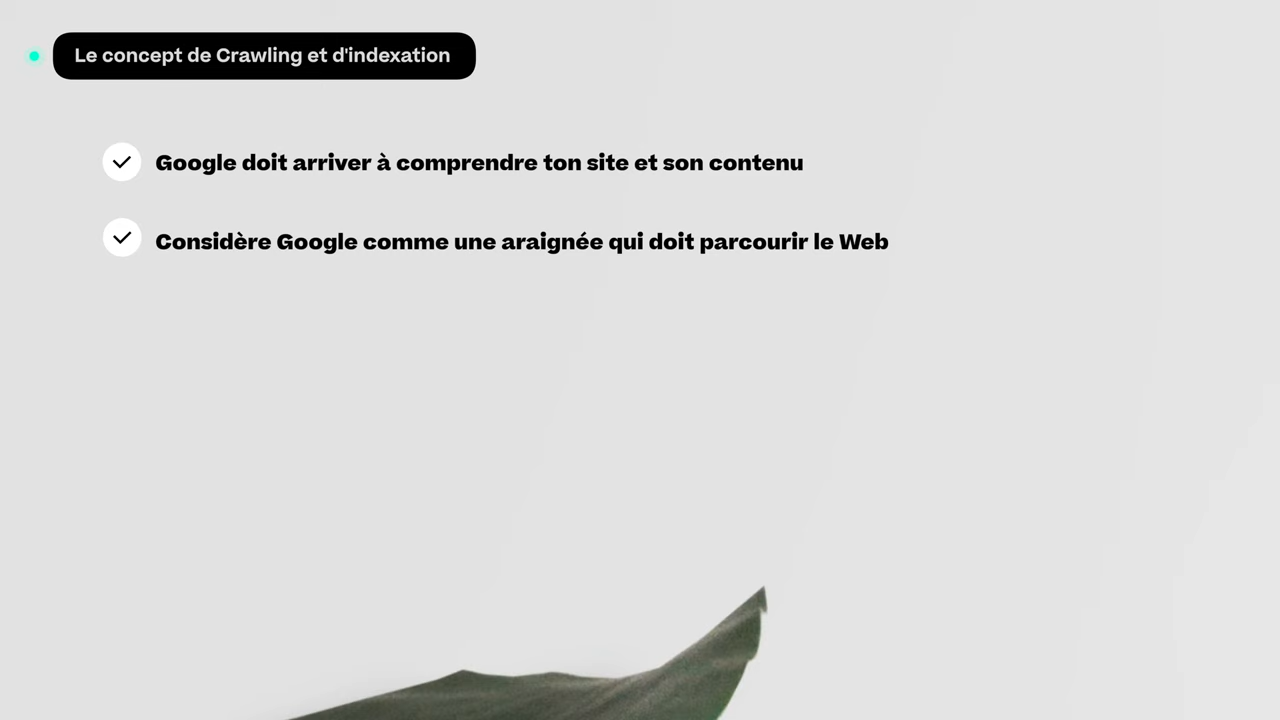 Le concept de Crawling et d'indexation
Google doit arriver à comprendre ton site et son contenu
Considère Google comme une araignée qui doit parcourir le Web